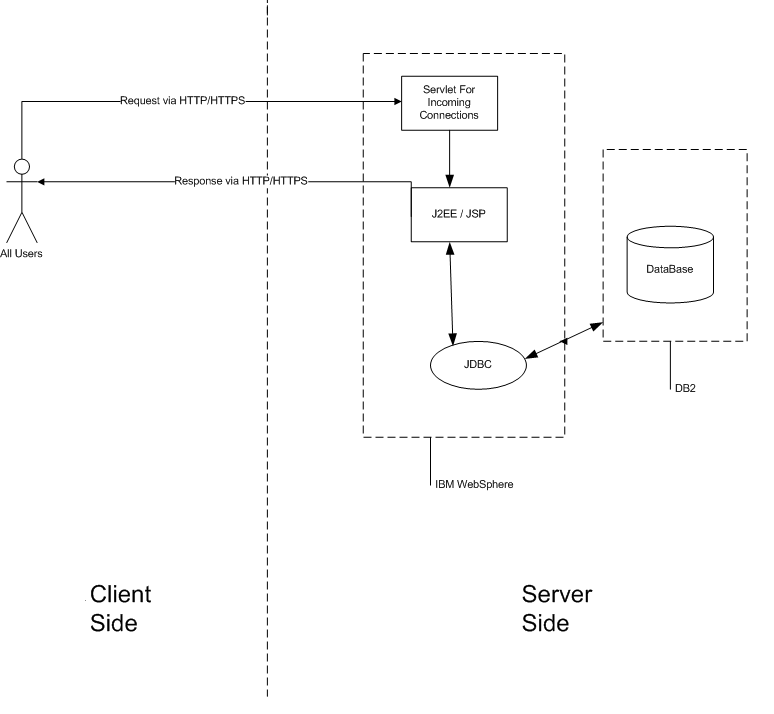 Servlet For
Incoming
Connections
Request via HTTP/HTTPS
Response via HTTP/HTTPS
J2EE / JSP
All Users
DataBase
JDBC
DB2
IBM WebSphere
Client
Side
Server
Side